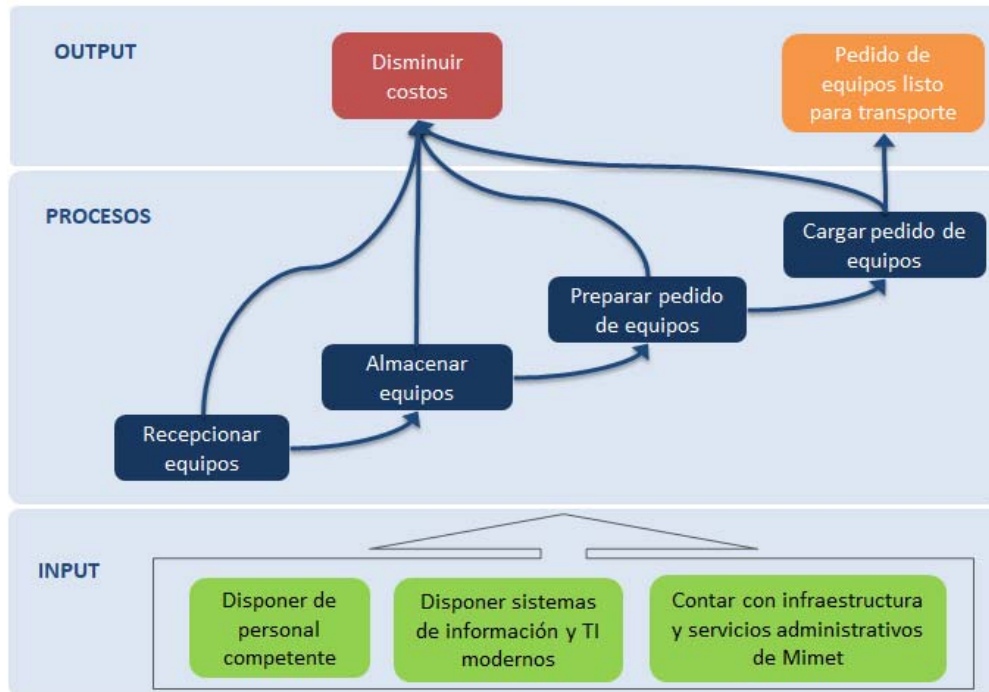 OUTPUT
Disminuir
costos
Pedido de
equipos listo
para transporte
PROCESOS
Cargar pedido de
equipos
Preparar pedido
de equipos
Almacenar
equipos
Recepcionar
equipos
INPUT
Disponer de
personal
competente
Disponer sistemas
de información y TI
modernos
Contar con infraestructura
y servicios administrativos
de Mimet